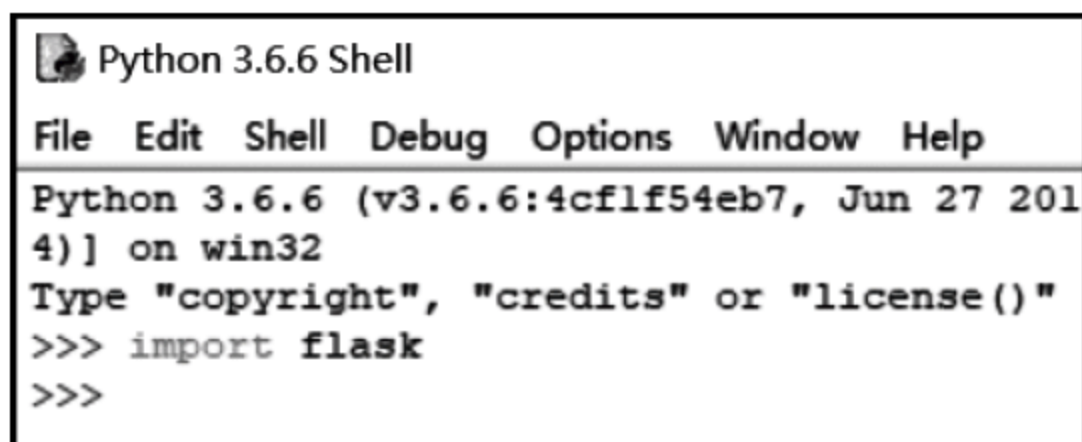 Python 3.6.6 Shell
File Edit Shell Debug Options Window Help
Python 3.6.6 (v3.6.6:4cf1f54eb7, Jun 27 201
4)] on win32
Type "copyright", "credits" or "license()"
>>> import flask
>>>